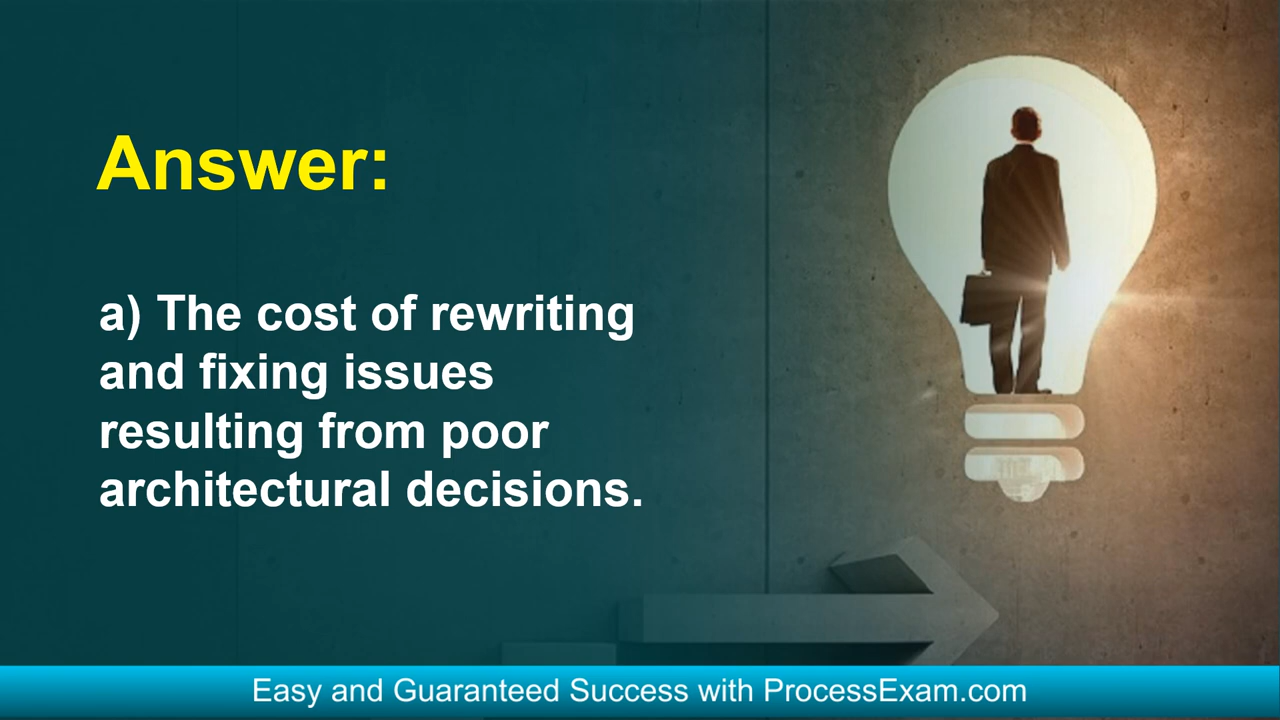 Answer:
a) The cost of rewriting
and fixing issues
resulting from poor
architectural decisions.
Easy and Guaranteed Success with ProcessExam.com